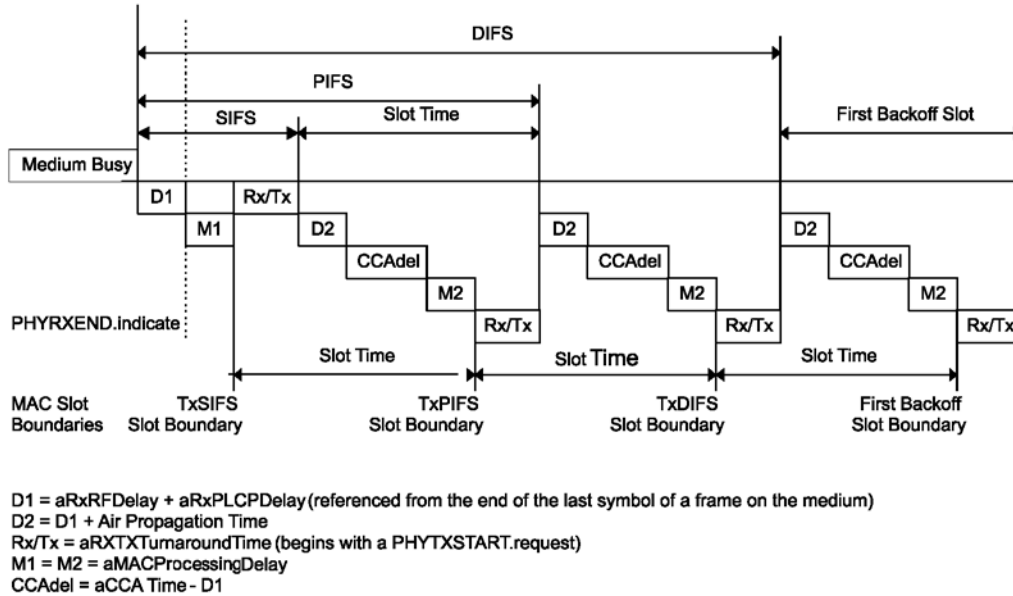 DIFS
PIFS
SIFS
Slot Time
First Backoff Slot
Medium Busy
D1
Rx/Tx
M1
D2
D2
D2
CCAdel
CCAdel
CCAdel
M2
M2
M2
PHYRXEND.indicate
Rx/Tx
Rx/Tx
Rx/Tx
Slot Time
Slot Time
Slot Time
MAC Slot
Boundaries
TxSIFS
Slot Boundary
TxPIFS
Slot Boundary
TxDIFS
Slot Boundary
First Backoff
Slot Boundary
D1 = aRxRFDelay + aRxPLCPDelay (referenced from the end of the last symbol of a frame on the medium)
D2 = D1 + Air Propagation Time
Rx/Tx = aRXTXTurnaroundTime (begins with a PHYTXSTART.request)
M1 = M2 = aMACProcessingDelay
CCAdel = aCCA Time - D1